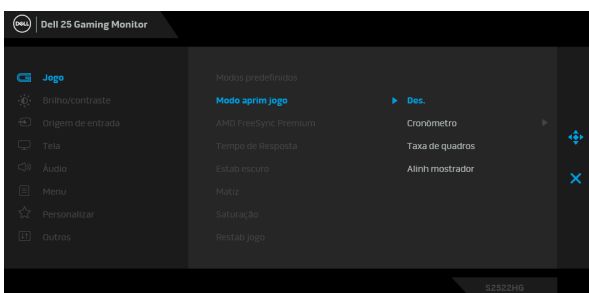 DELL Dell 25 Gaming Monitor
Jogo
Brilho/contraste
Origem de entrada
Tela
Áudio
Menu
Personalizar
Outros
Modos predefinidos
Modo aprim jogo
AMD FreeSync Premium
Tempo de Resposta
Estab escuro
Matiz
Saturação
Restab jogo
Des.
Cronômetro
Taxa de quadros
Alinh mostrador
S2522HG